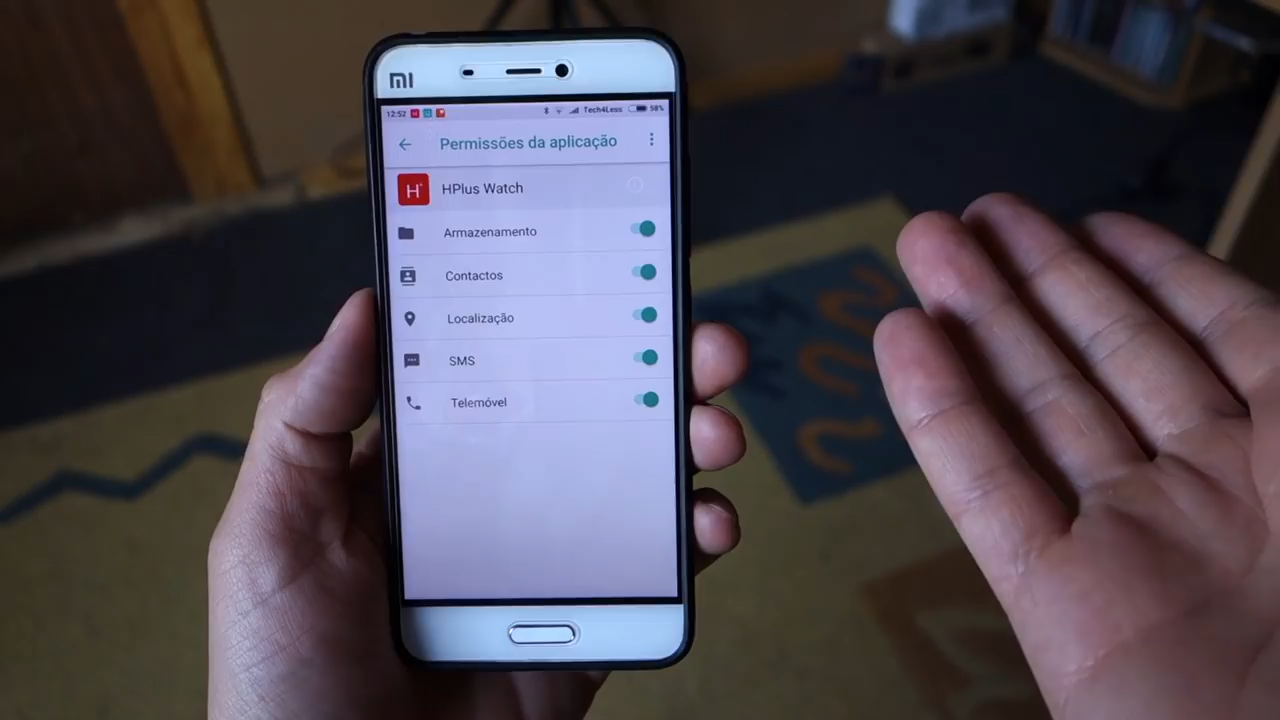 mi
12:52 Tech4Less 58%
Permissões da aplicação
H+ HPlus Watch
Armazenamento
Contactos
Localização
SMS
Telemóvel